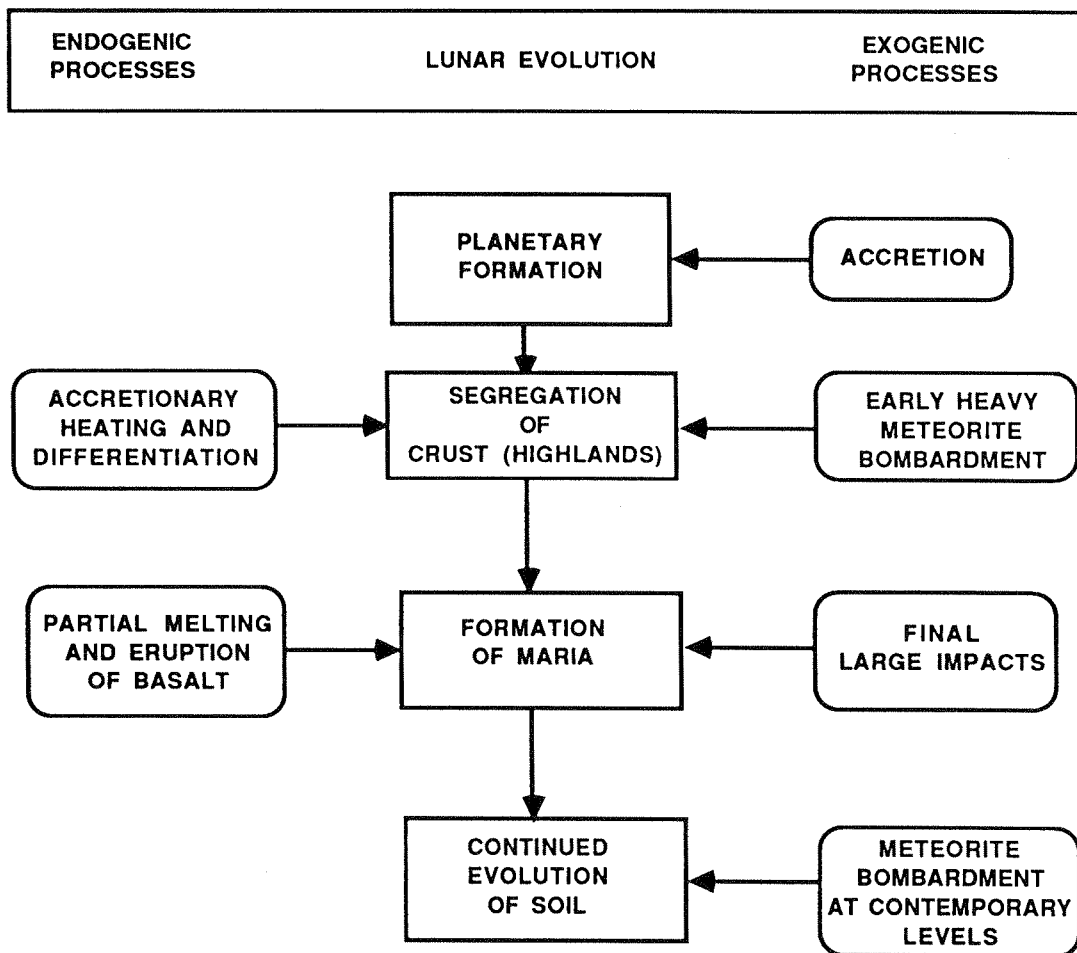 ENDOGENIC
PROCESSES
LUNAR EVOLUTION
EXOGENIC
PROCESSES
PLANETARY
FORMATION
ACCRETION
ACCRETIONARY
HEATING AND
DIFFERENTIATION
SEGREGATION
OF
CRUST (HIGHLANDS)
EARLY HEAVY
METEORITE
BOMBARDMENT
PARTIAL MELTING
AND ERUPTION
OF BASALT
FORMATION
OF MARIA
FINAL
LARGE IMPACTS
CONTINUED
EVOLUTION
OF SOIL
METEORITE
BOMBARDMENT
AT CONTEMPORARY
LEVELS